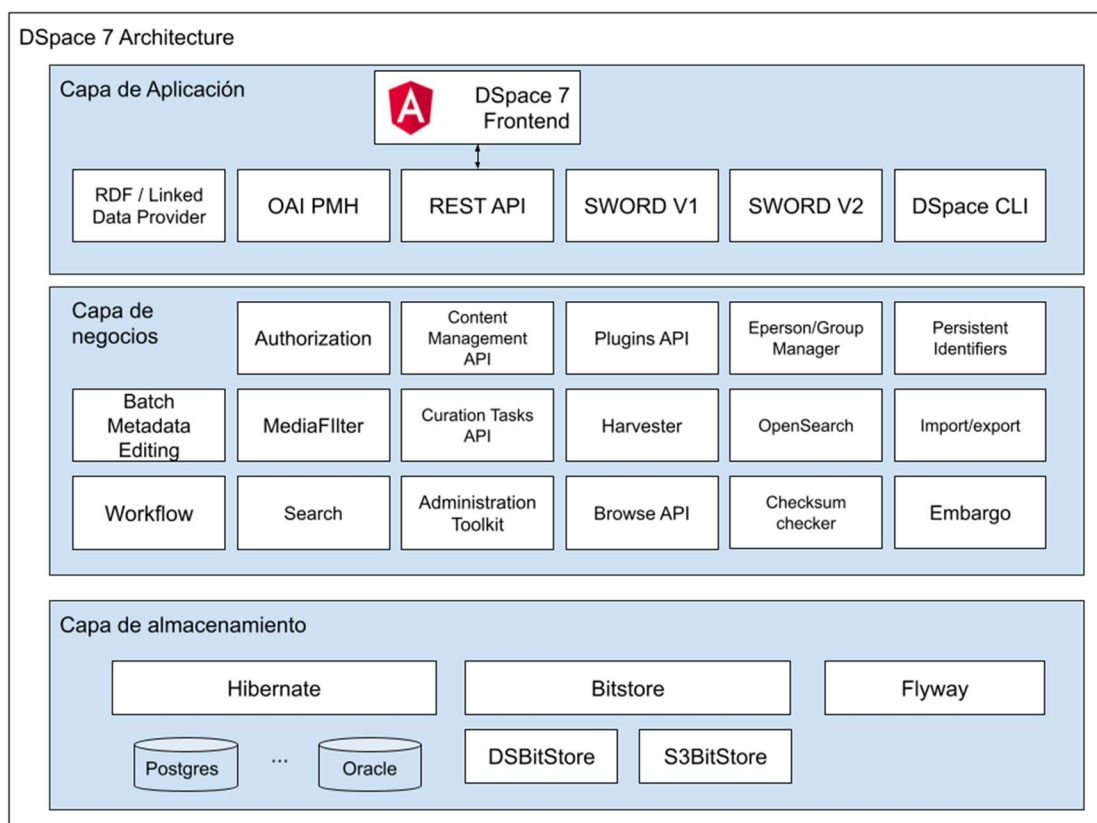 DSpace 7 Architecture
Capa de Aplicación
A
DSpace 7
Frontend
RDF / Linked
Data Provider
OAI PMH
REST API
SWORD V1
SWORD V2
DSpace CLI
Capa de
negocios
Authorization
Content
Management
API
Plugins API
Eperson/Group
Manager
Persistent
Identifiers
Batch
Metadata
Editing
MediaFIlter
Curation Tasks
API
Harvester
OpenSearch
Import/export
Workflow
Search
Administration
Toolkit
Browse API
Checksum
checker
Embargo
Capa de almacenamiento
Hibernate
Bitstore
Flyway
Postgres
...
Oracle
DSBitStore
S3BitStore